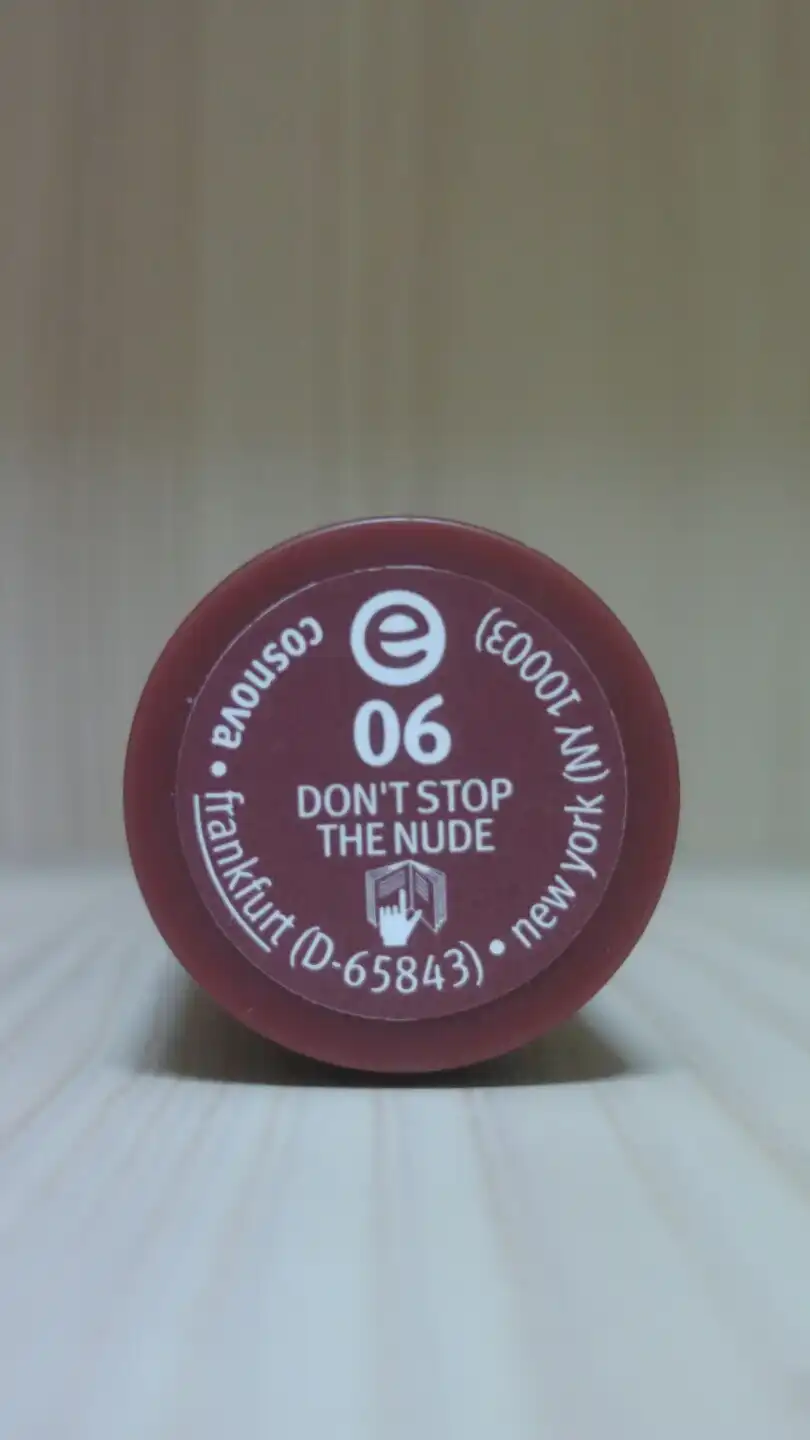 e
06
DON'T STOP
THE NUDE
cosnova • frankfurt (D-65843) • new york (NY 10003)